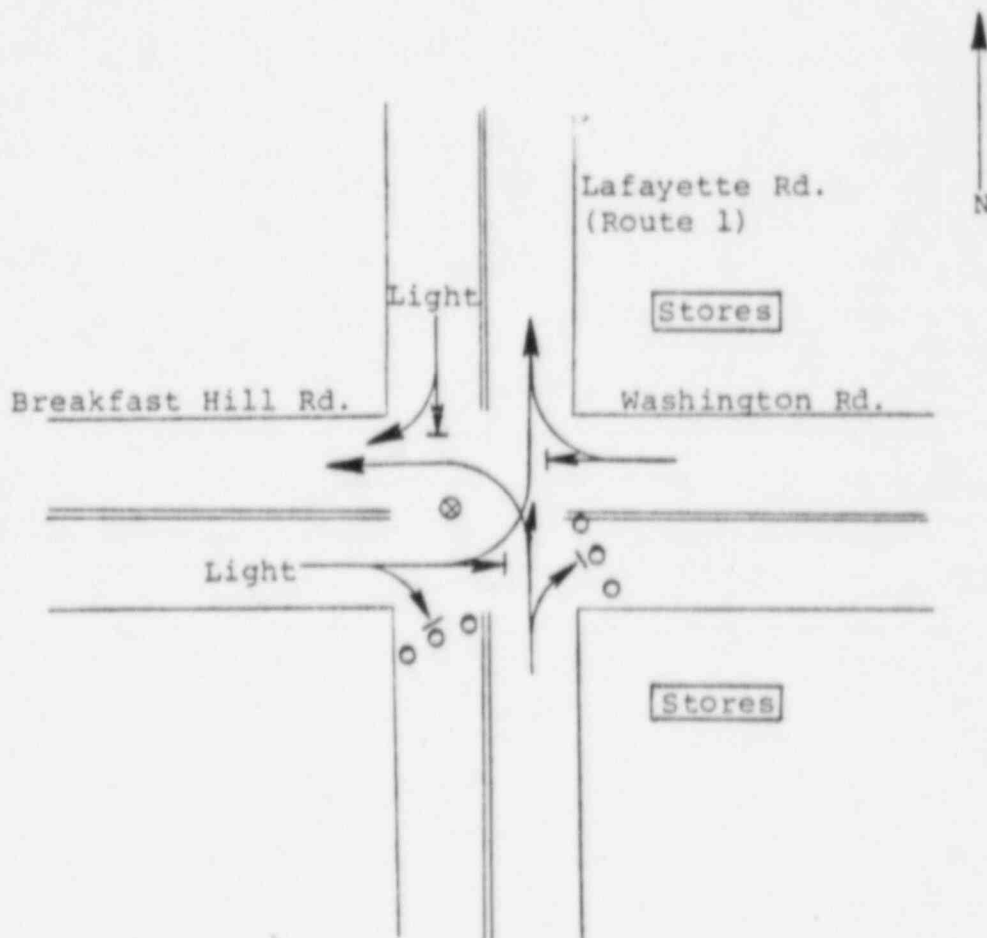 Lafayette Rd.
(Route 1)
N
Light
Stores
Breakfast Hill Rd.
Washington Rd.
Light
Stores